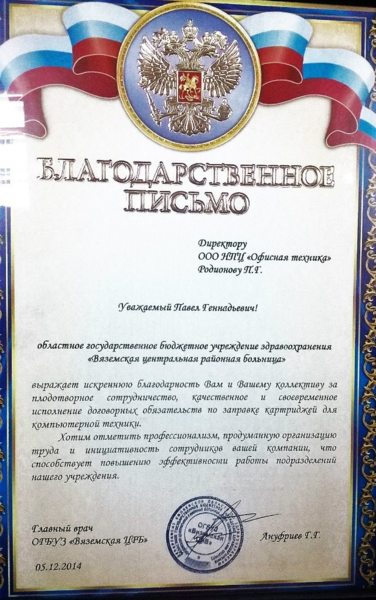 БЛАГОДАРСТВЕННОЕ
ПИСЬМО
Директору
ООО НПЦ «Офисная техника»
Родионову П.Г.
Уважаемый Павел Геннадьевич!
областное государственное бюджетное учреждение здравоохранения
«Вяземская центральная районная больница»
выражает искреннюю благодарность Вам и Вашему коллективу за
плодотворное сотрудничество, качественное и своевременное
исполнение договорных обязательств по заправке картриджей для
компьютерной техники.
Хотим отметить профессионализм, продуманную организацию
труда и инициативность сотрудников вашей компании, что
способствует повышению эффективности работы подразделений
нашего учреждения.
Главный врач
ОГБУЗ «Вяземская ЦРБ»
Ануфриев Г.Г.
05.12.2014